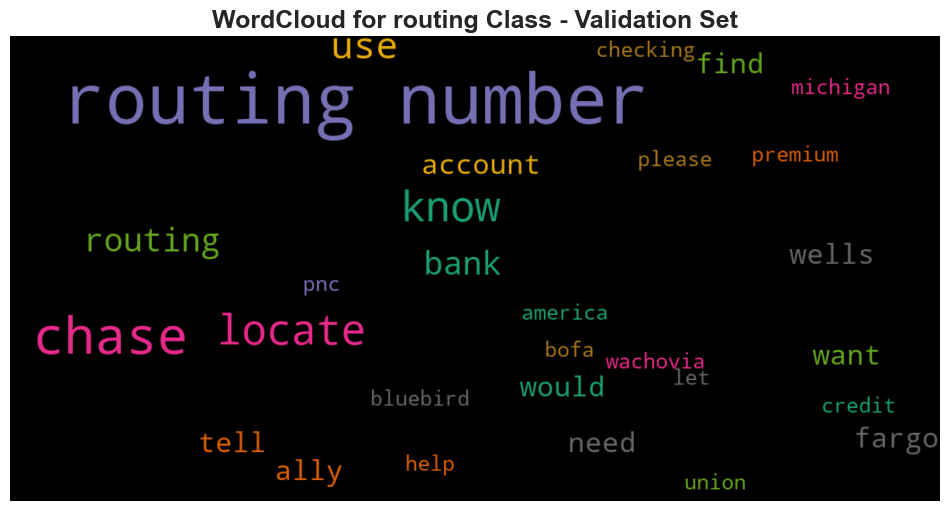 WordCloud for routing Class - Validation Set
use
checking
find
michigan
routing number
account
please
premium
know
routing
bank
wells
pnc
america
chase
locate
bofa
wachovia
want
let
would
bluebird
credit
tell
need
fargo
ally
help
union